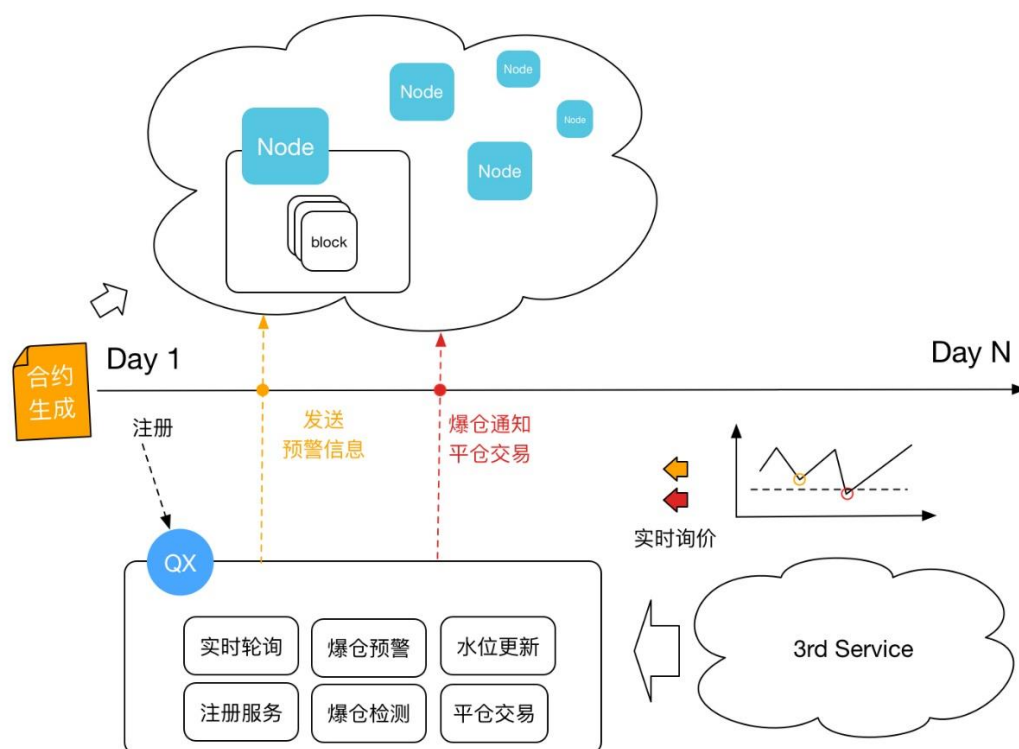 Node
Node
Node
Node
Node
block
合约
生成
Day 1
Day N
注册
发送
预警信息
爆仓通知
平仓交易
实时询价
QX
实时轮询
爆仓预警
水位更新
注册服务
爆仓检测
平仓交易
3rd Service